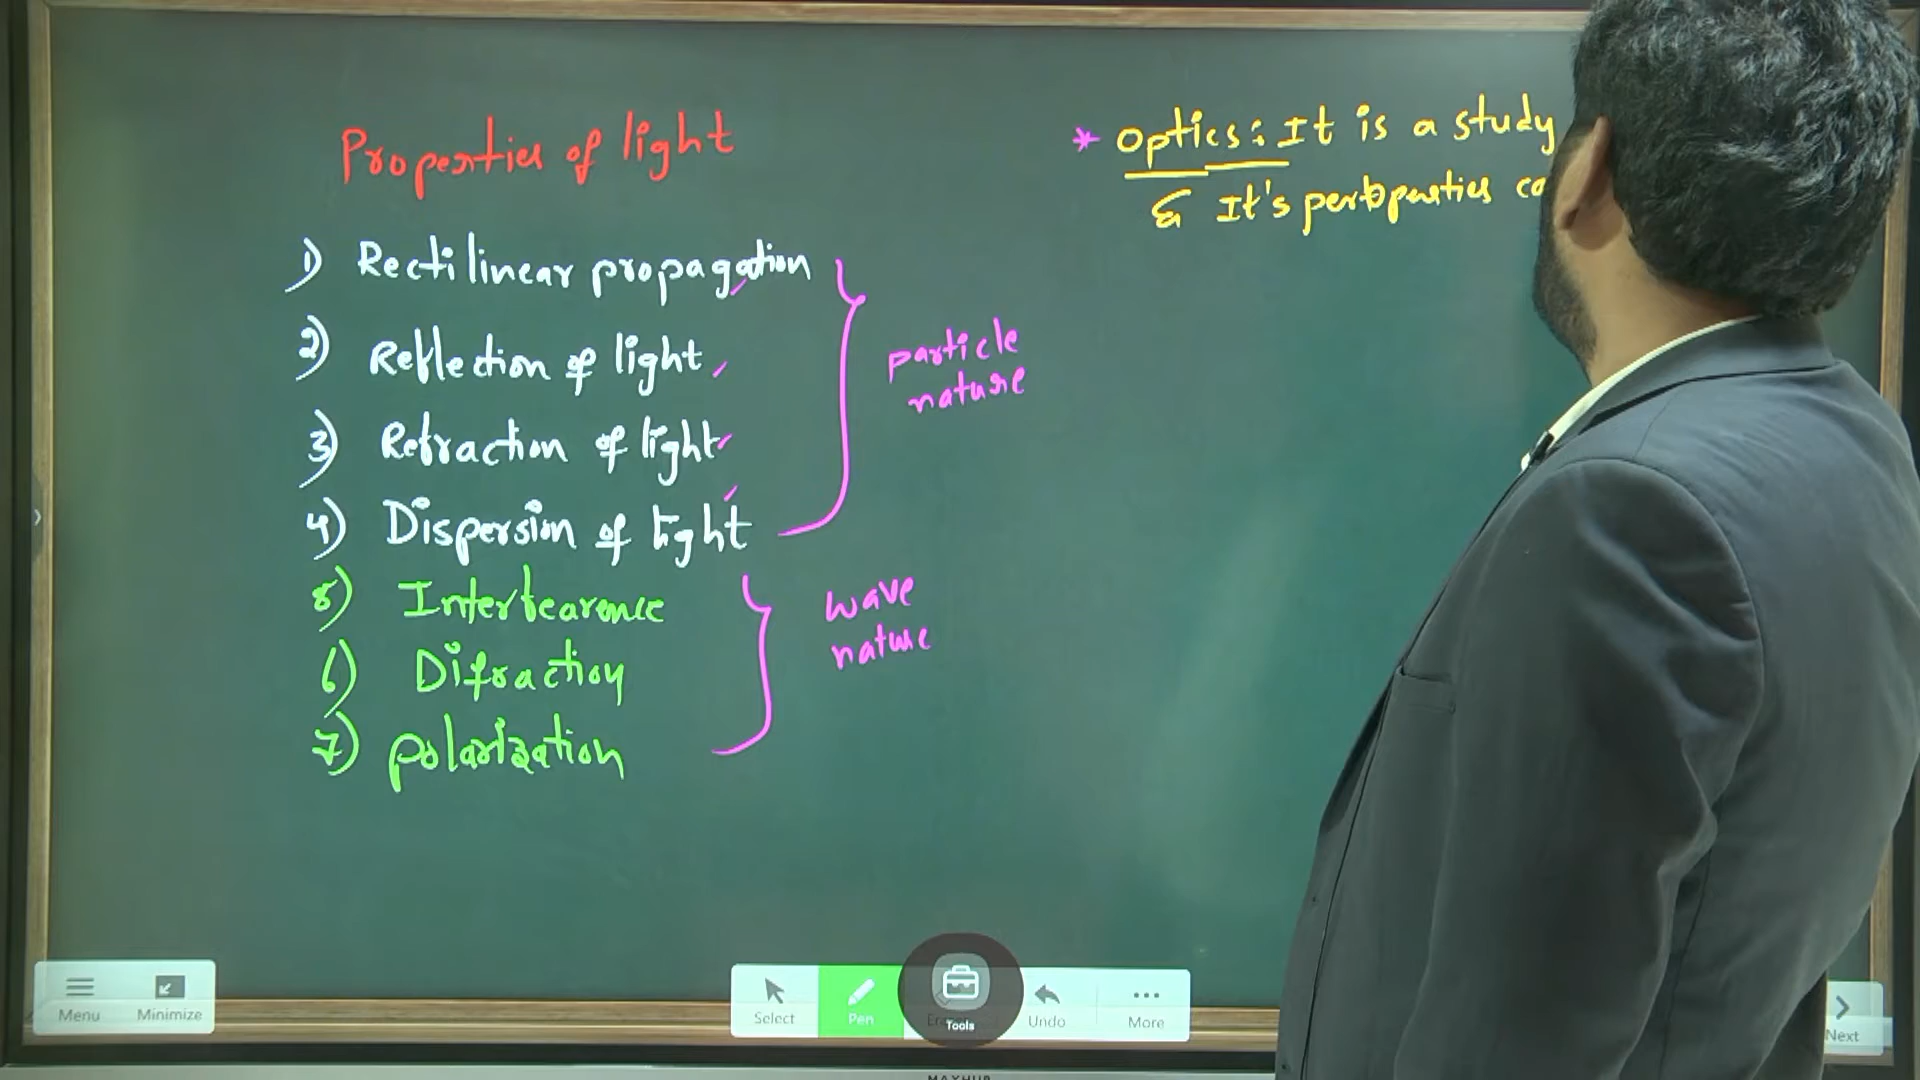 Properties of light
1) Rectilinear propagation
2) Reflection of light
3) Refraction of light
4) Dispersion of light
particle
nature
5) Interfearence
6) Difraction
7) polarization
wave
nature
* Optics: It is a study
& It's
Menu
Minimize
Select
Pen
Tools
Undo
More
Next